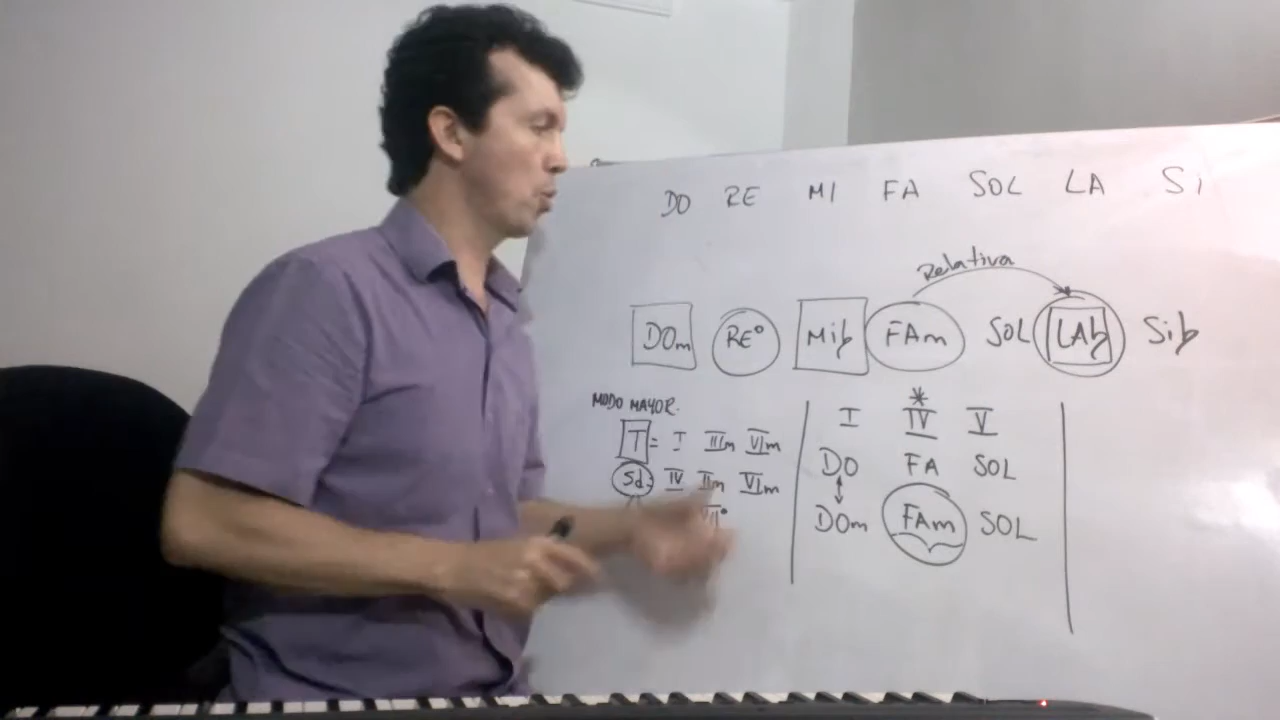 DO RE MI FA SOL LA SI
Relativa
DOm RE° MIb FAm SOL LAb SIb
MODO MAYOR.
T = I IIIm VIm
Sd= IV IIm VIm
I IV V
*
DO FA SOL
DOm FAm SOL